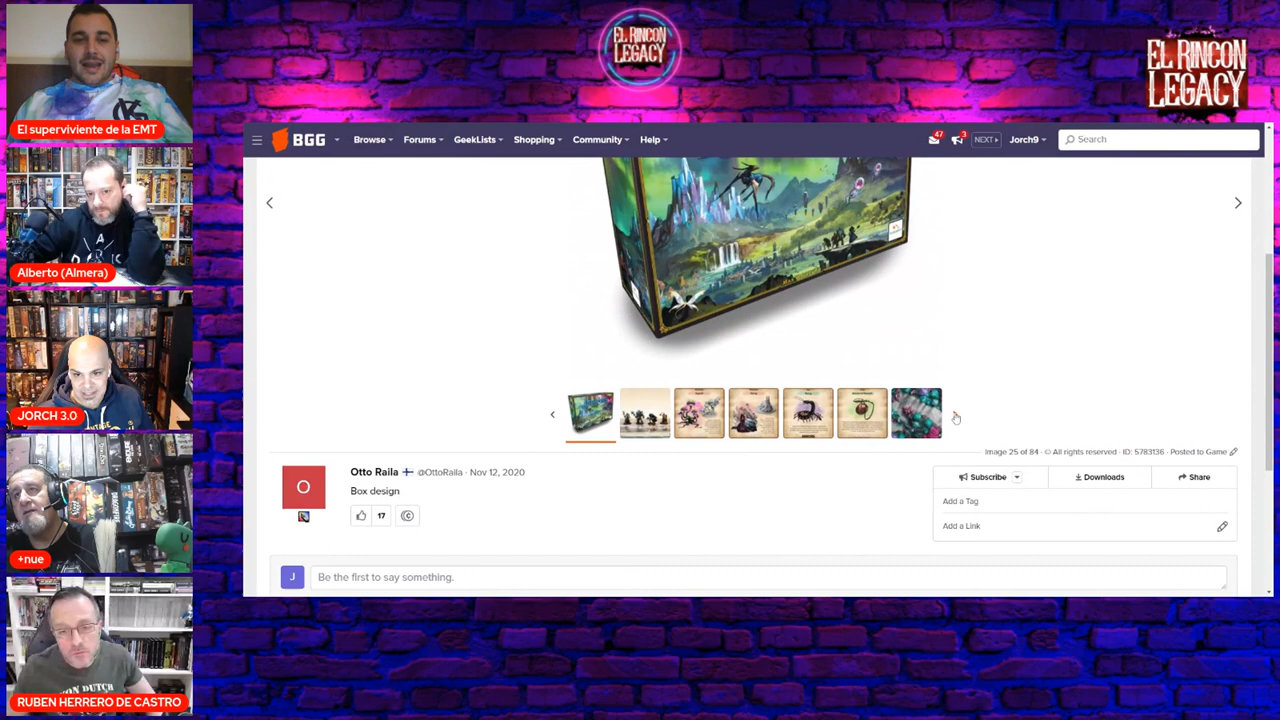 El superviviente de la EMT
Alberto (Almera)
JORCH 3.0
+nue
RUBEN HERRERO DE CASTRO
EL RINCON
LEGACY
EL RINCON
LEGACY
BGG
Browse
Forums
GeekLists
Shopping
Community
Help
47
3
NEXT
Jorch9
Search
Image 25 of 84 · © All rights reserved · ID: 5783136 · Posted to Game
O
Otto Raila @OttoRaila · Nov 12, 2020
Box design
17
Subscribe
Downloads
Share
Add a Tag
Add a Link
J
Be the first to say something.